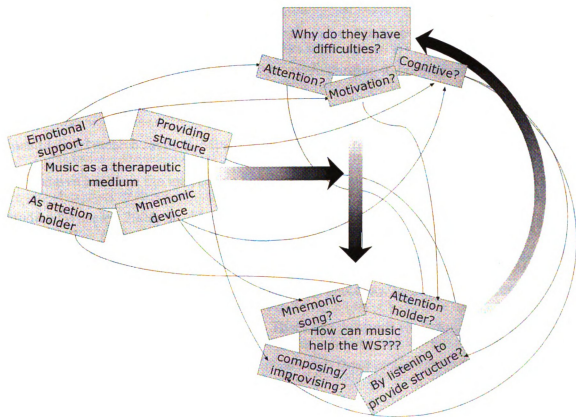 Why do they have
difficulties?
Attention?
Motivation?
Cognitive?
Emotional
support
Providing
structure
Music as a therapeutic
medium
As attetion
holder
Mnemonic
device
Mnemonic
song?
Attention
holder?
How can music
help the WS???
composing/
improvising?
By listening to
provide structure?